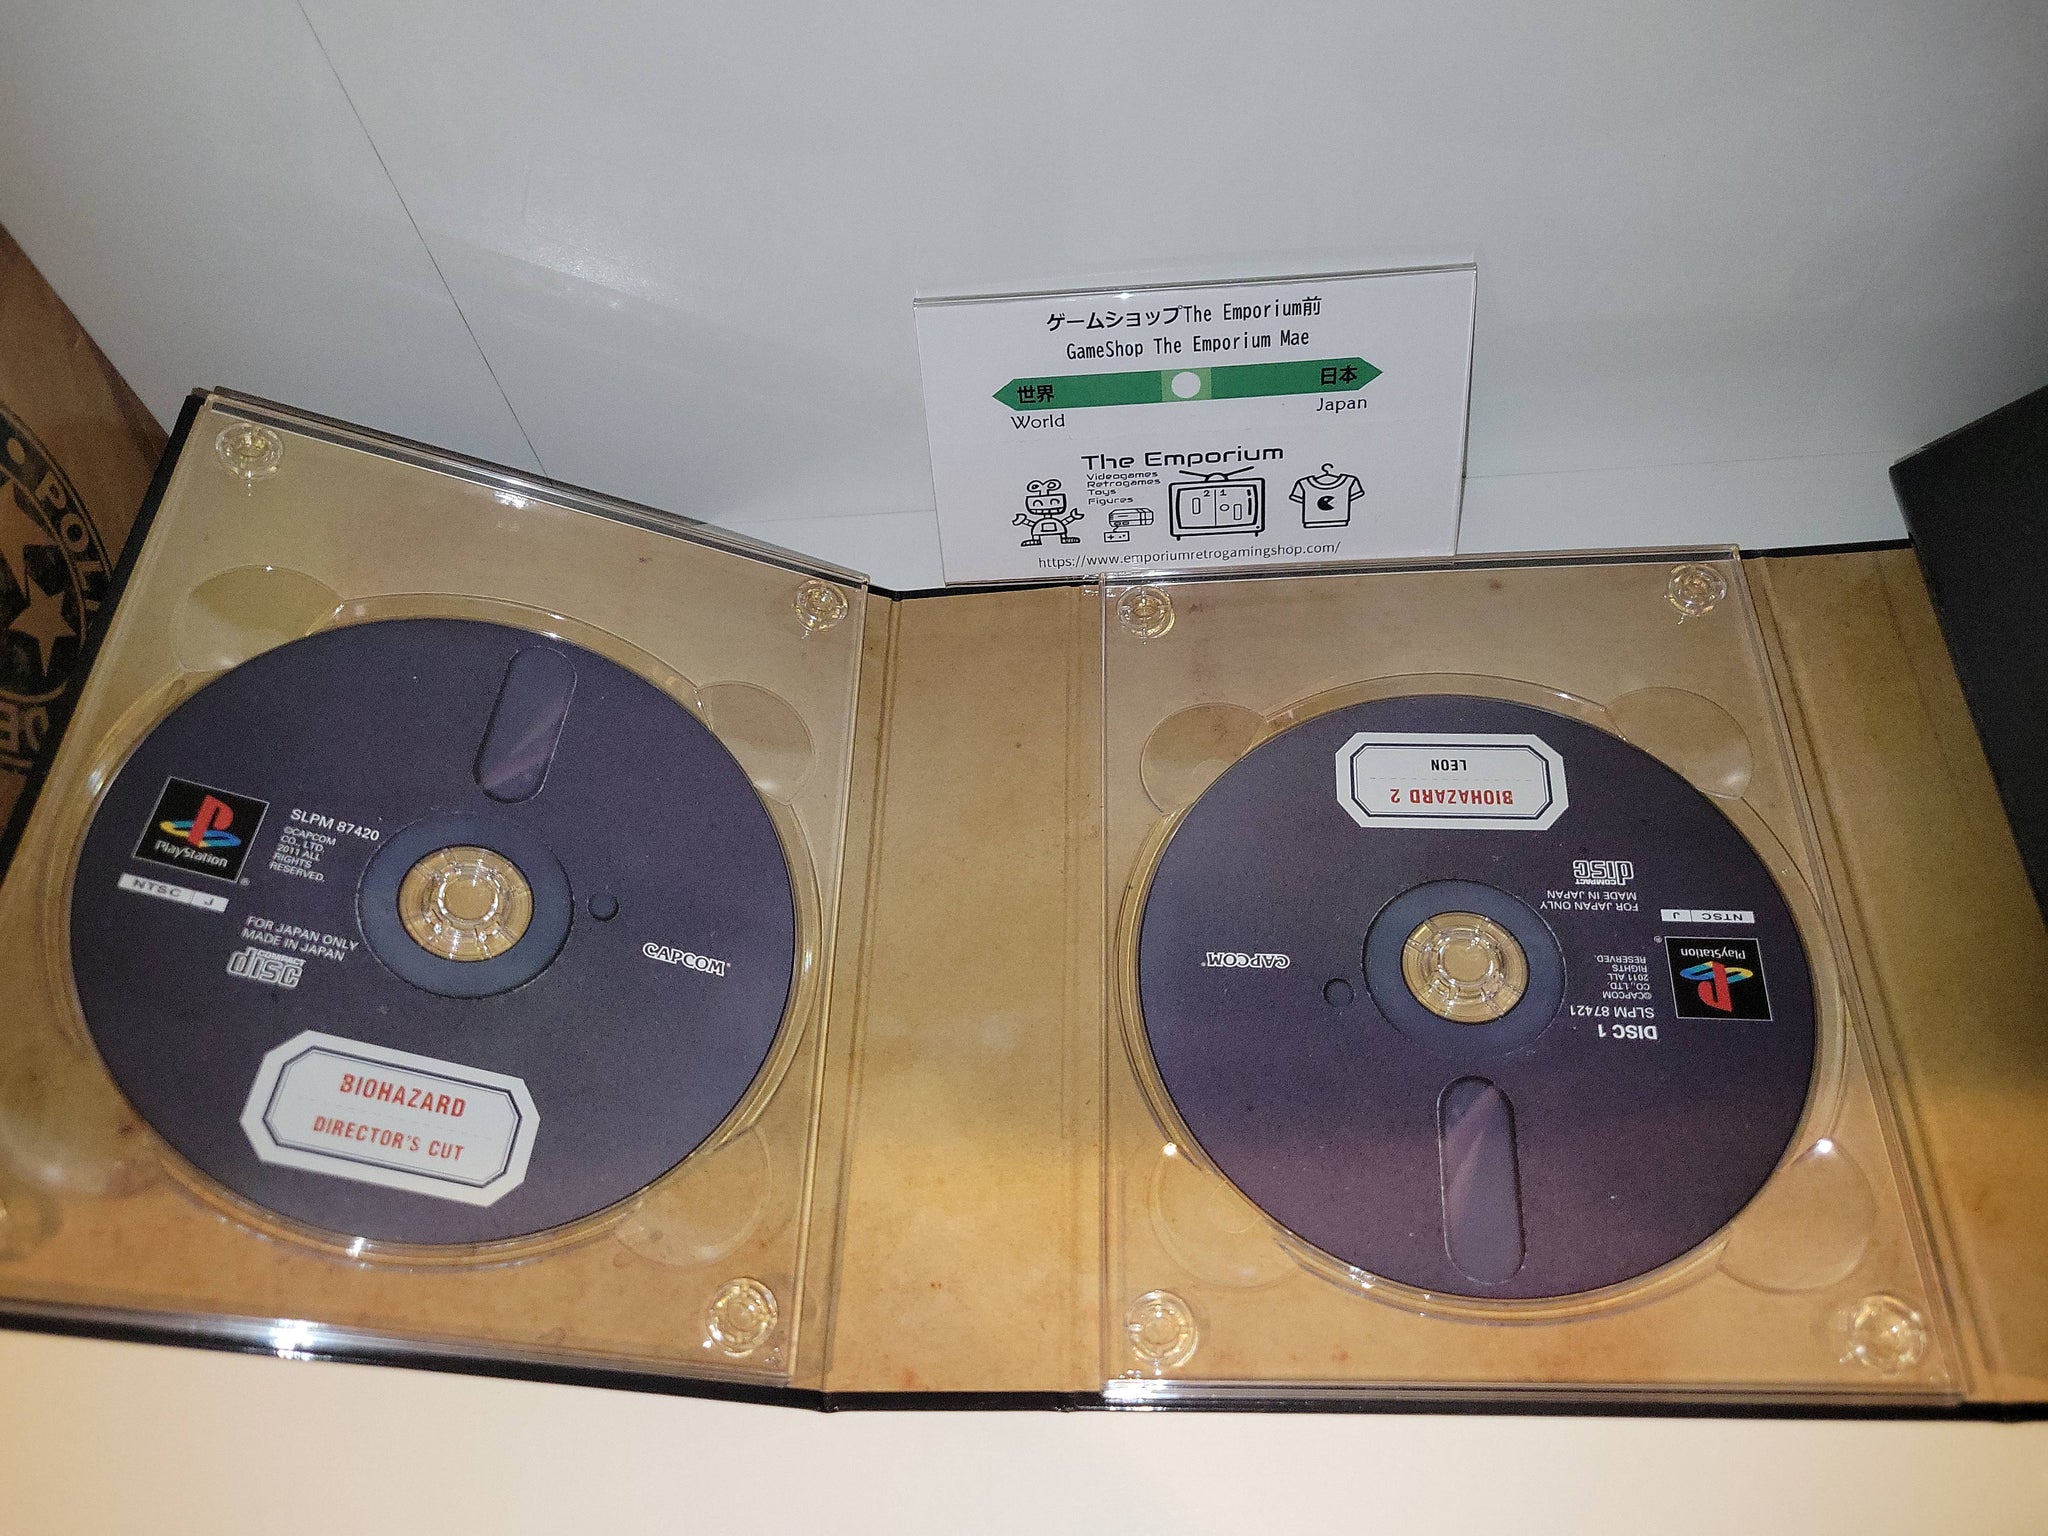 ゲームショップThe Emporium前
GameShop The Emporium Mae
世界
日本
World
Japan
The Emporium
Videogames
Retrogames
Toys
Figures
2 1
https://www.emporiumretrogamingshop.com/
POL
PlayStation
NTSC J
SLPM 87420
©CAPCOM
CO., LTD.
2011 ALL
RIGHTS
RESERVED.
FOR JAPAN ONLY
MADE IN JAPAN
COMPACT
disc
CAPCOM
BIOHAZARD
DIRECTOR'S CUT
DISC 1
SLPM 87421
©CAPCOM
CO., LTD.
2011 ALL
RIGHTS
RESERVED.
PlayStation
NTSC J
FOR JAPAN ONLY
MADE IN JAPAN
COMPACT
disc
CAPCOM
BIOHAZARD 2
LEON